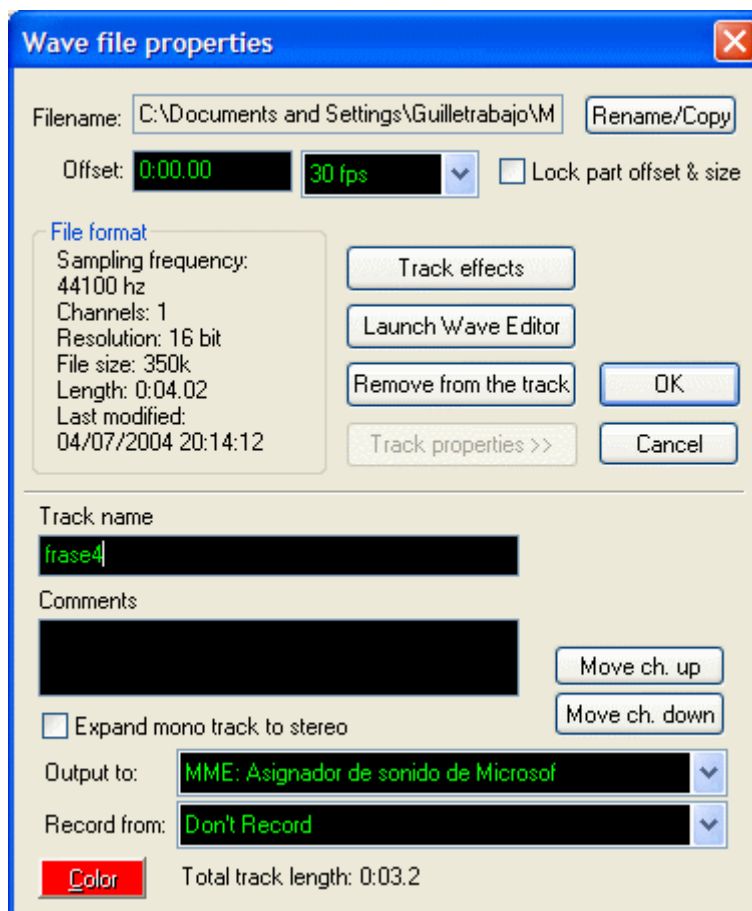 Wave file properties
Filename: C:\Documents and Settings\Guilletrabajo\M Rename/Copy
Offset: 0:00.00 30 fps Lock part offset & size
File format
Sampling frequency:
44100 hz
Channels: 1
Resolution: 16 bit
File size: 350k
Length: 0:04.02
Last modified:
04/07/2004 20:14:12
Track effects
Launch Wave Editor
Remove from the track OK
Track properties >> Cancel
Track name
frase4
Comments
Move ch. up
Move ch. down
Expand mono track to stereo
Output to: MME: Asignador de sonido de Microsof
Record from: Don't Record
Color Total track length: 0:03.2